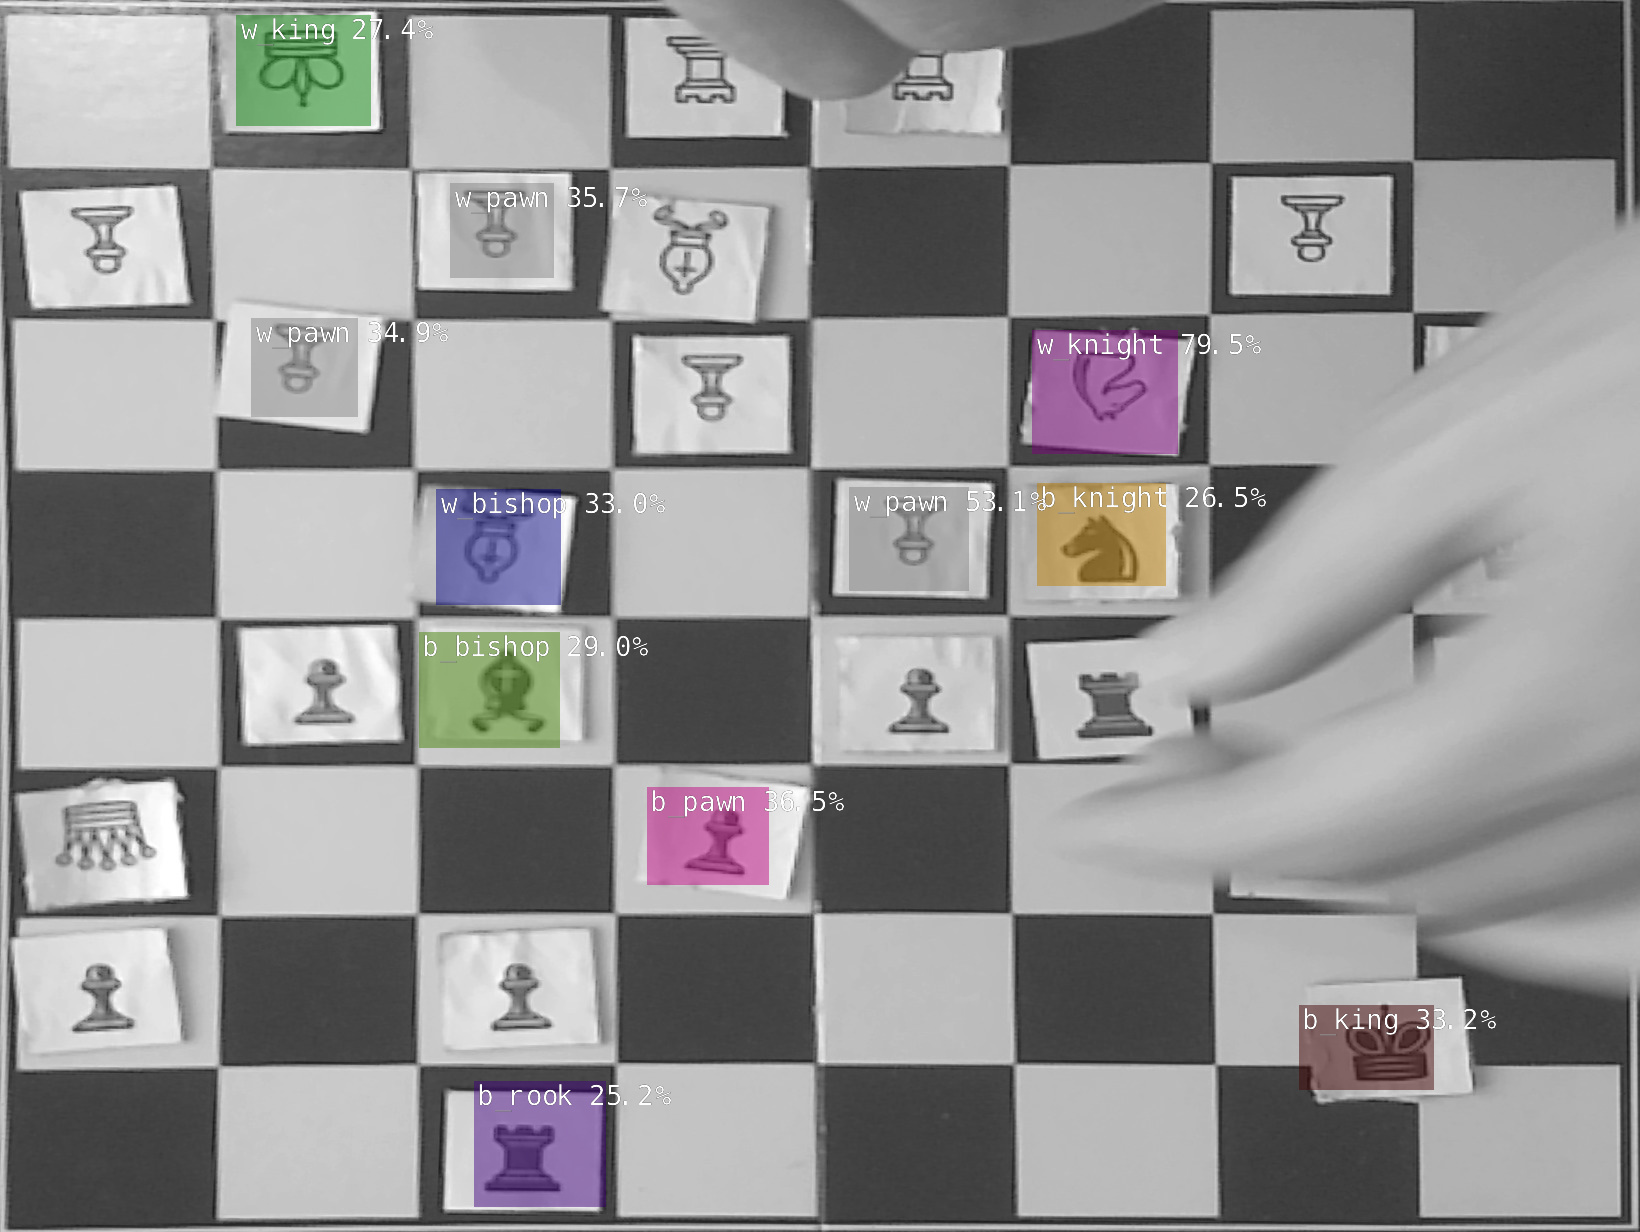 w_king 27.4%
w_pawn 35.7%
w_pawn 34.9%
w_knight 79.5%
w_bishop 33.0%
w_pawn 53.1%
b_knight 26.5%
b_bishop 29.0%
b_pawn 36.5%
b_king 33.2%
b_rook 25.2%